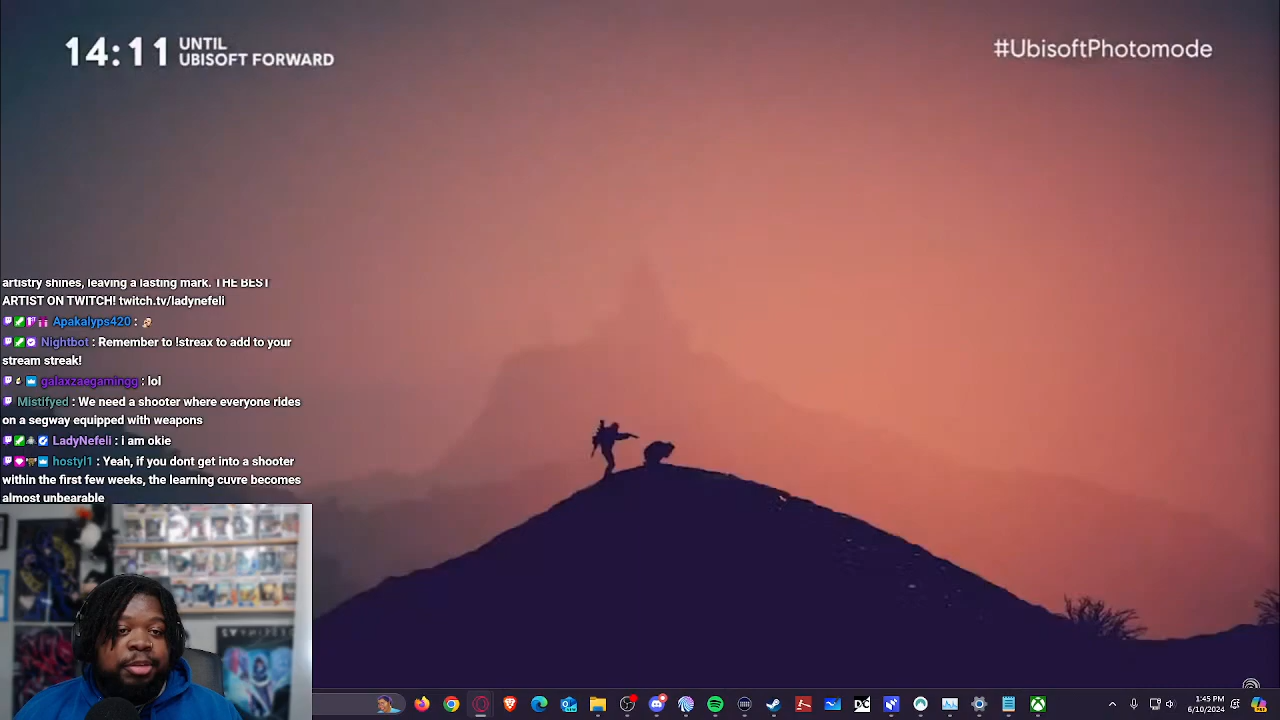 14:11 UNTIL
UBISOFT FORWARD
#UbisoftPhotomode
artistry shines, leaving a lasting mark. THE BEST
ARTIST ON TWITCH! twitch.tv/ladynefeli
Apakalyps420 :
Nightbot : Remember to !streax to add to your
stream streak!
galaxzaegamingg : lol
Mistifyed : We need a shooter where everyone rides
on a segway equipped with weapons
LadyNefeli : i am okie
hostyl1 : Yeah, if you dont get into a shooter
within the first few weeks, the learning cuvre becomes
almost unbearable
1:45 PM
6/10/2024